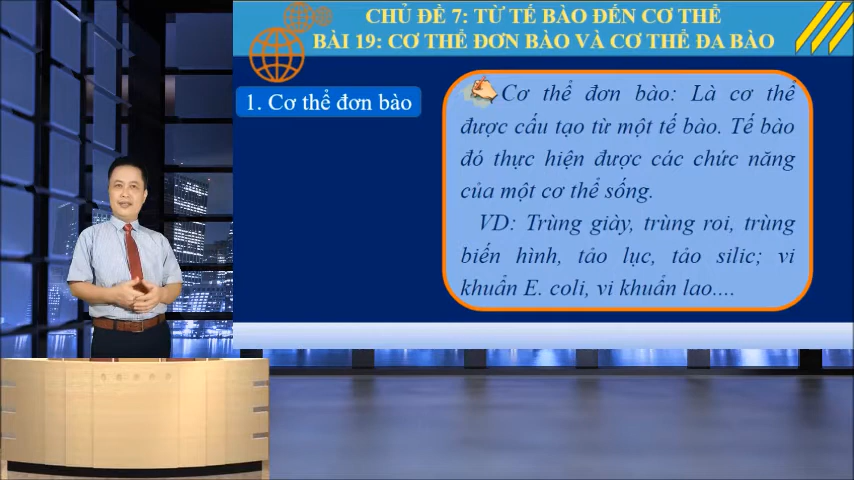 CHỦ ĐỀ 7: TỪ TẾ BÀO ĐẾN CƠ THỂ
BÀI 19: CƠ THỂ ĐƠN BÀO VÀ CƠ THỂ ĐA BÀO
1. Cơ thể đơn bào
Cơ thể đơn bào: Là cơ thể
được cấu tạo từ một tế bào. Tế bào
đó thực hiện được các chức năng
của một cơ thể sống.
VD: Trùng giày, trùng roi, trùng
biến hình, tảo lục, tảo silic; vi
khuẩn E. coli, vi khuẩn lao....